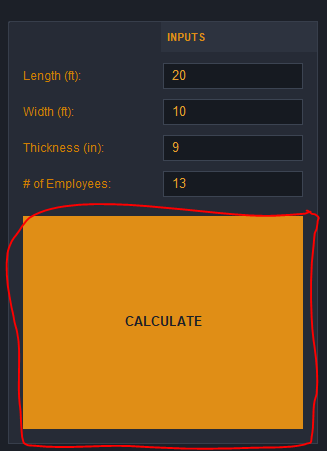 INPUTS
Length (ft): 20
Width (ft): 10
Thickness (in): 9
# of Employees: 13
CALCULATE